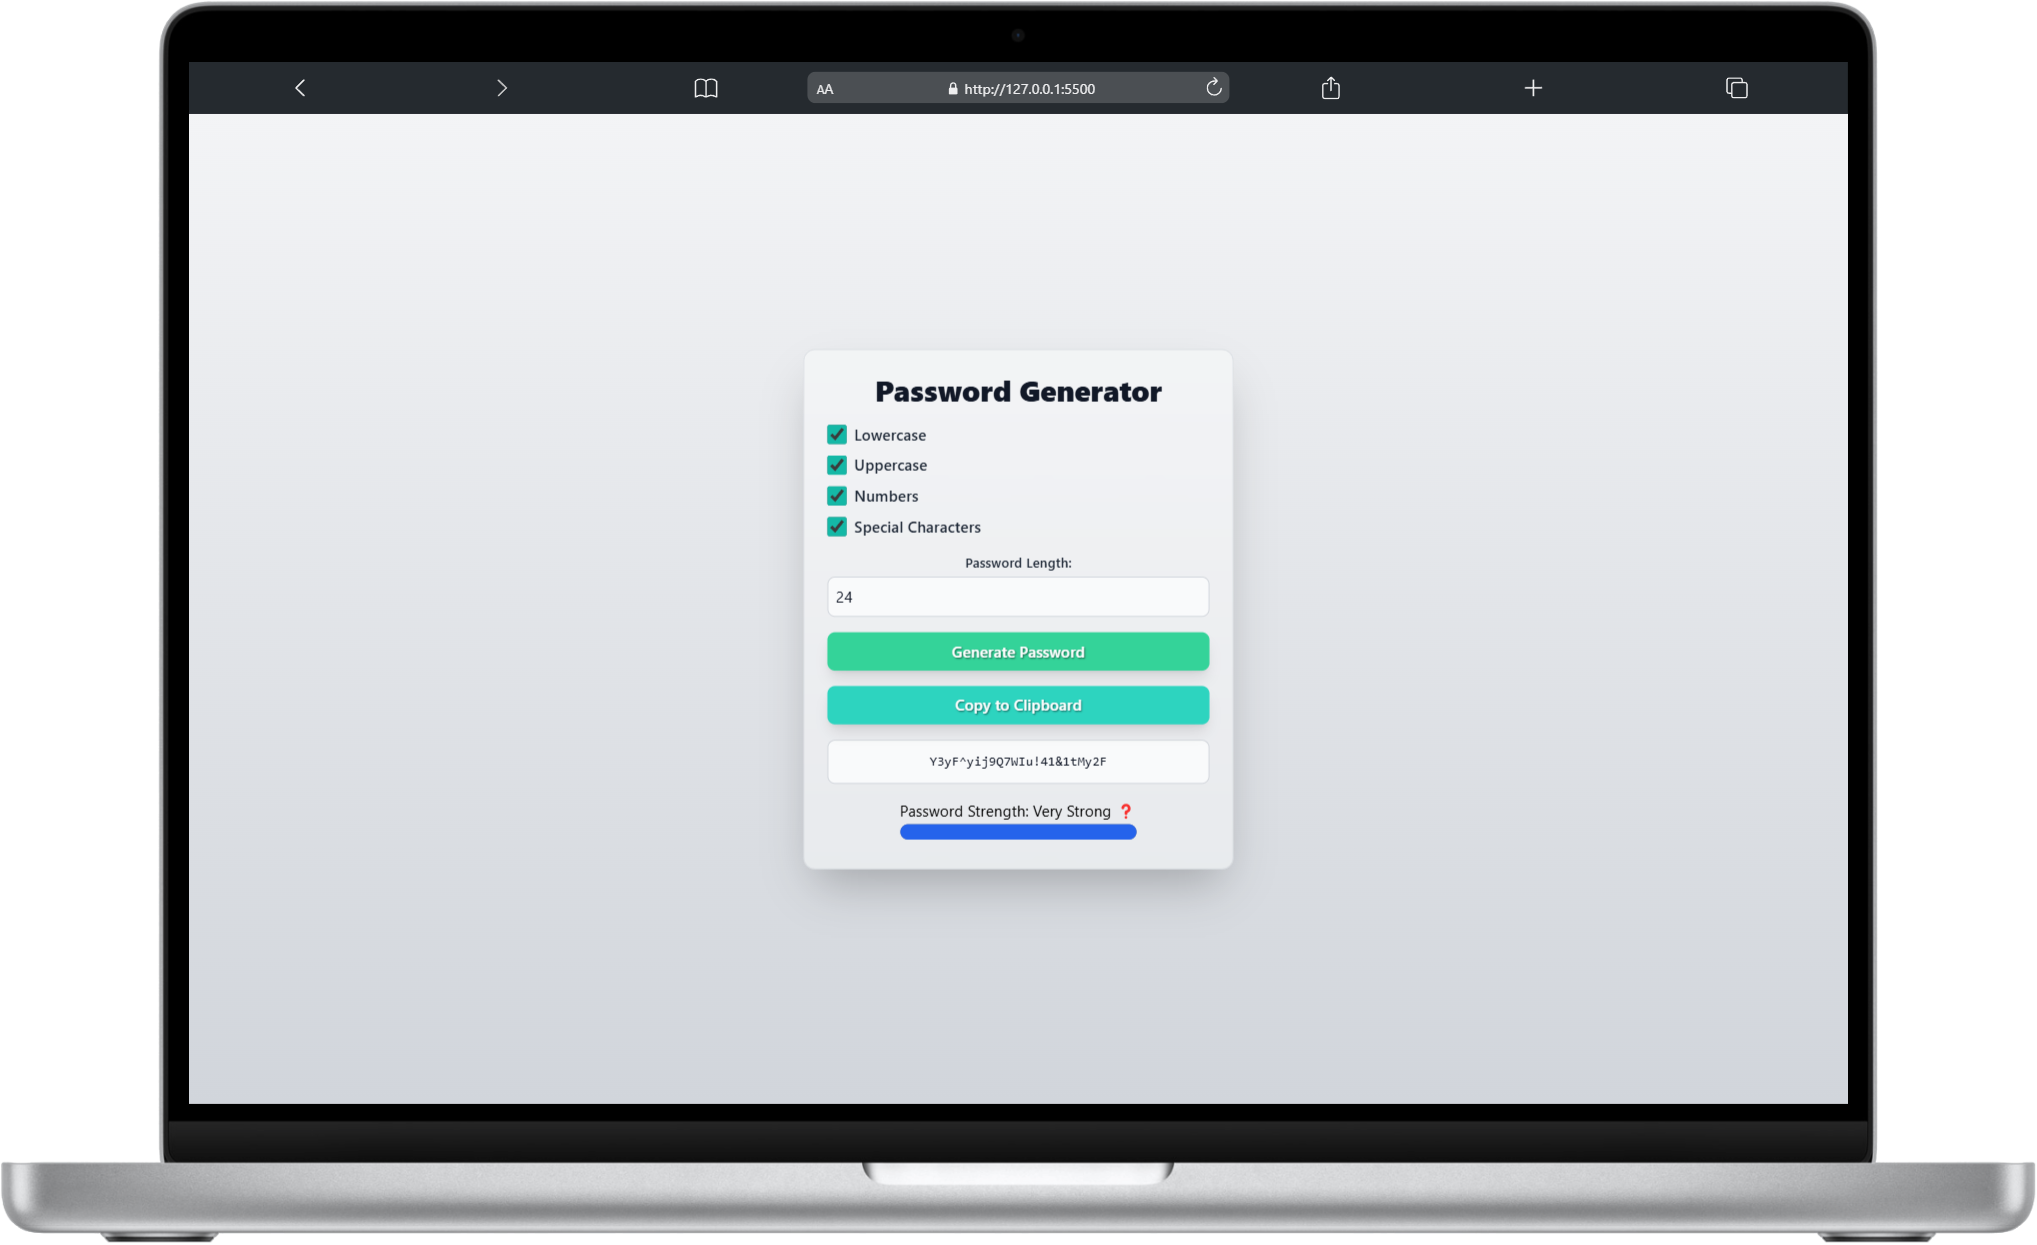 AA http://127.0.0.1:5500
Password Generator
Lowercase
Uppercase
Numbers
Special Characters
Password Length:
24
Generate Password
Copy to Clipboard
Y3yF^yij9Q7WIu!41&1tMy2F
Password Strength: Very Strong ❓